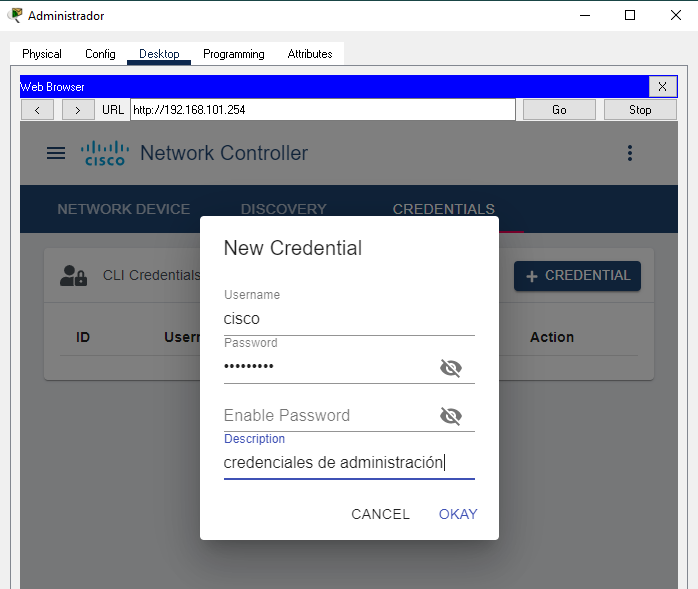 Administrador
Physical Config Desktop Programming Attributes
Web Browser X
< > URL http://192.168.101.254 Go Stop
CISCO Network Controller
NETWORK DEVICE DISCOVERY CREDENTIALS
New Credential
CLI Credentials + CREDENTIAL
Username
cisco
ID Usern Action
Password
•••••••••
Enable Password
Description
credenciales de administración
CANCEL OKAY